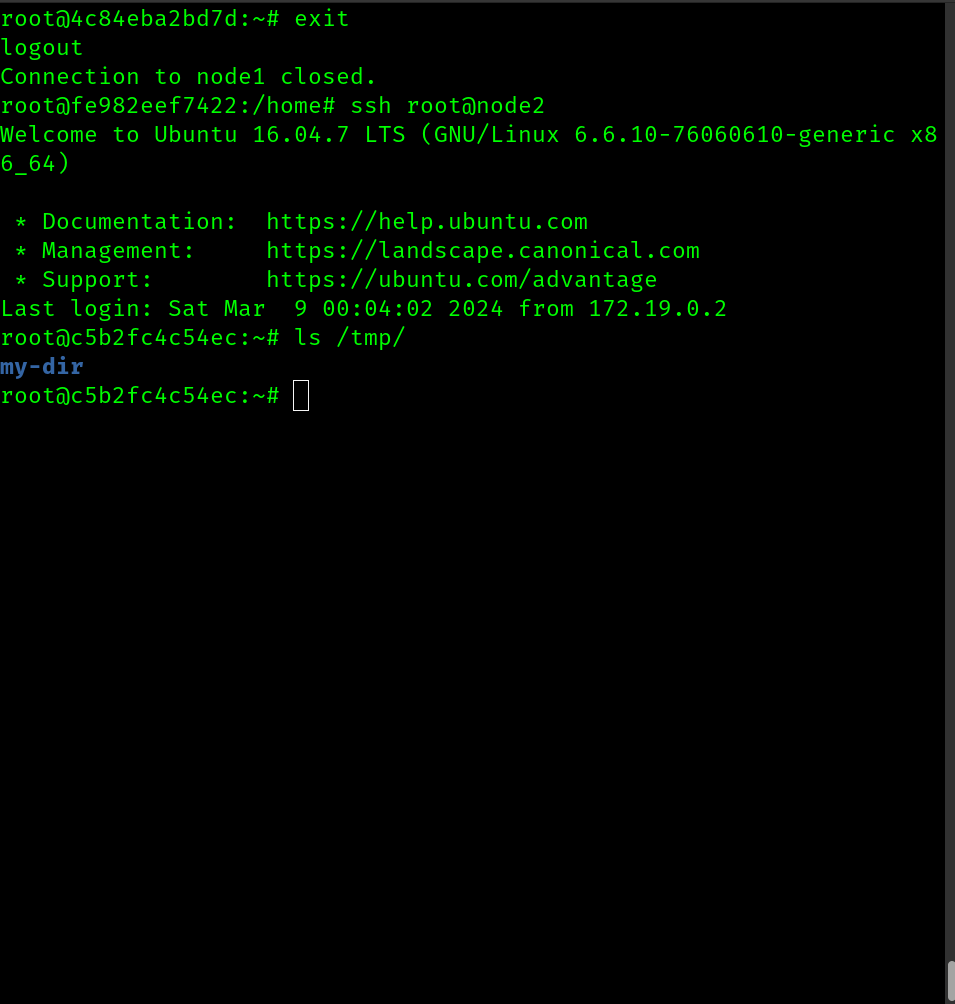 root@4c84eba2bd7d:~# exit
logout
Connection to node1 closed.
root@fe982eef7422:/home# ssh root@node2
Welcome to Ubuntu 16.04.7 LTS (GNU/Linux 6.6.10-76060610-generic x8
6_64)

 * Documentation:  https://help.ubuntu.com
 * Management:     https://landscape.canonical.com
 * Support:        https://ubuntu.com/advantage
Last login: Sat Mar  9 00:04:02 2024 from 172.19.0.2
root@c5b2fc4c54ec:~# ls /tmp/
my-dir
root@c5b2fc4c54ec:~#